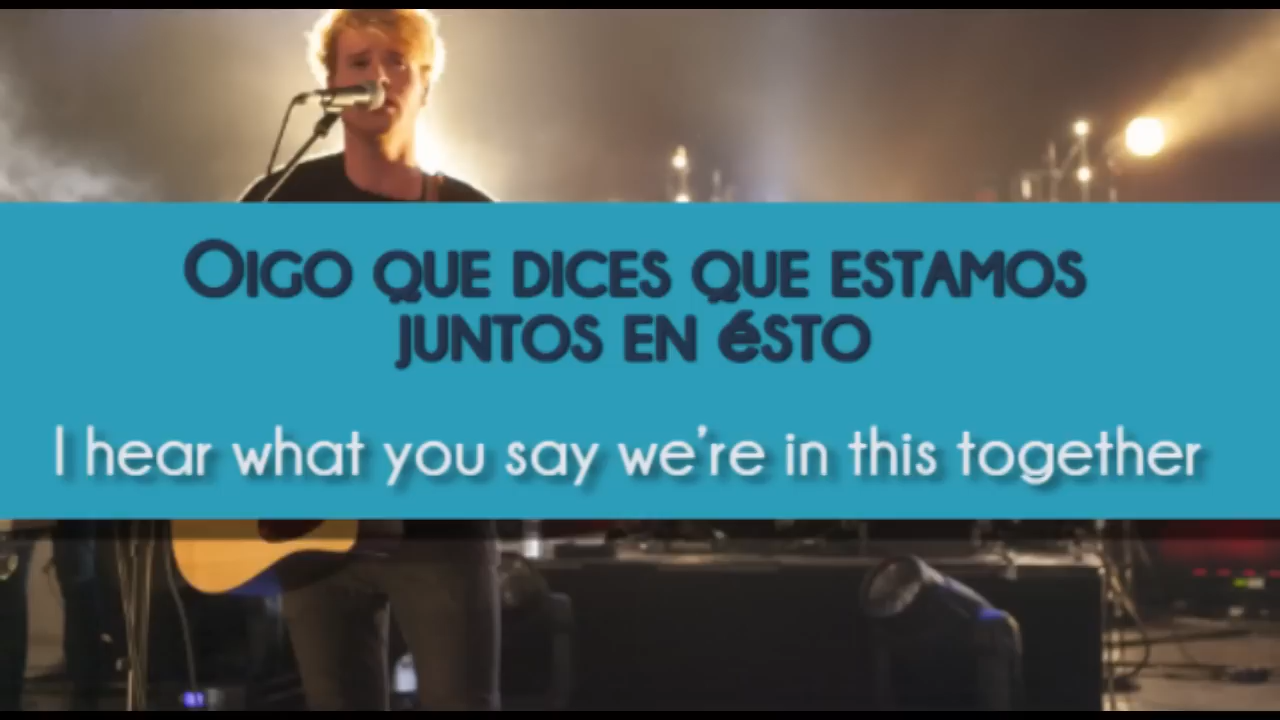 OIGO QUE DICES QUE ESTAMOS
JUNTOS EN éSTO
I hear what you say we're in this together